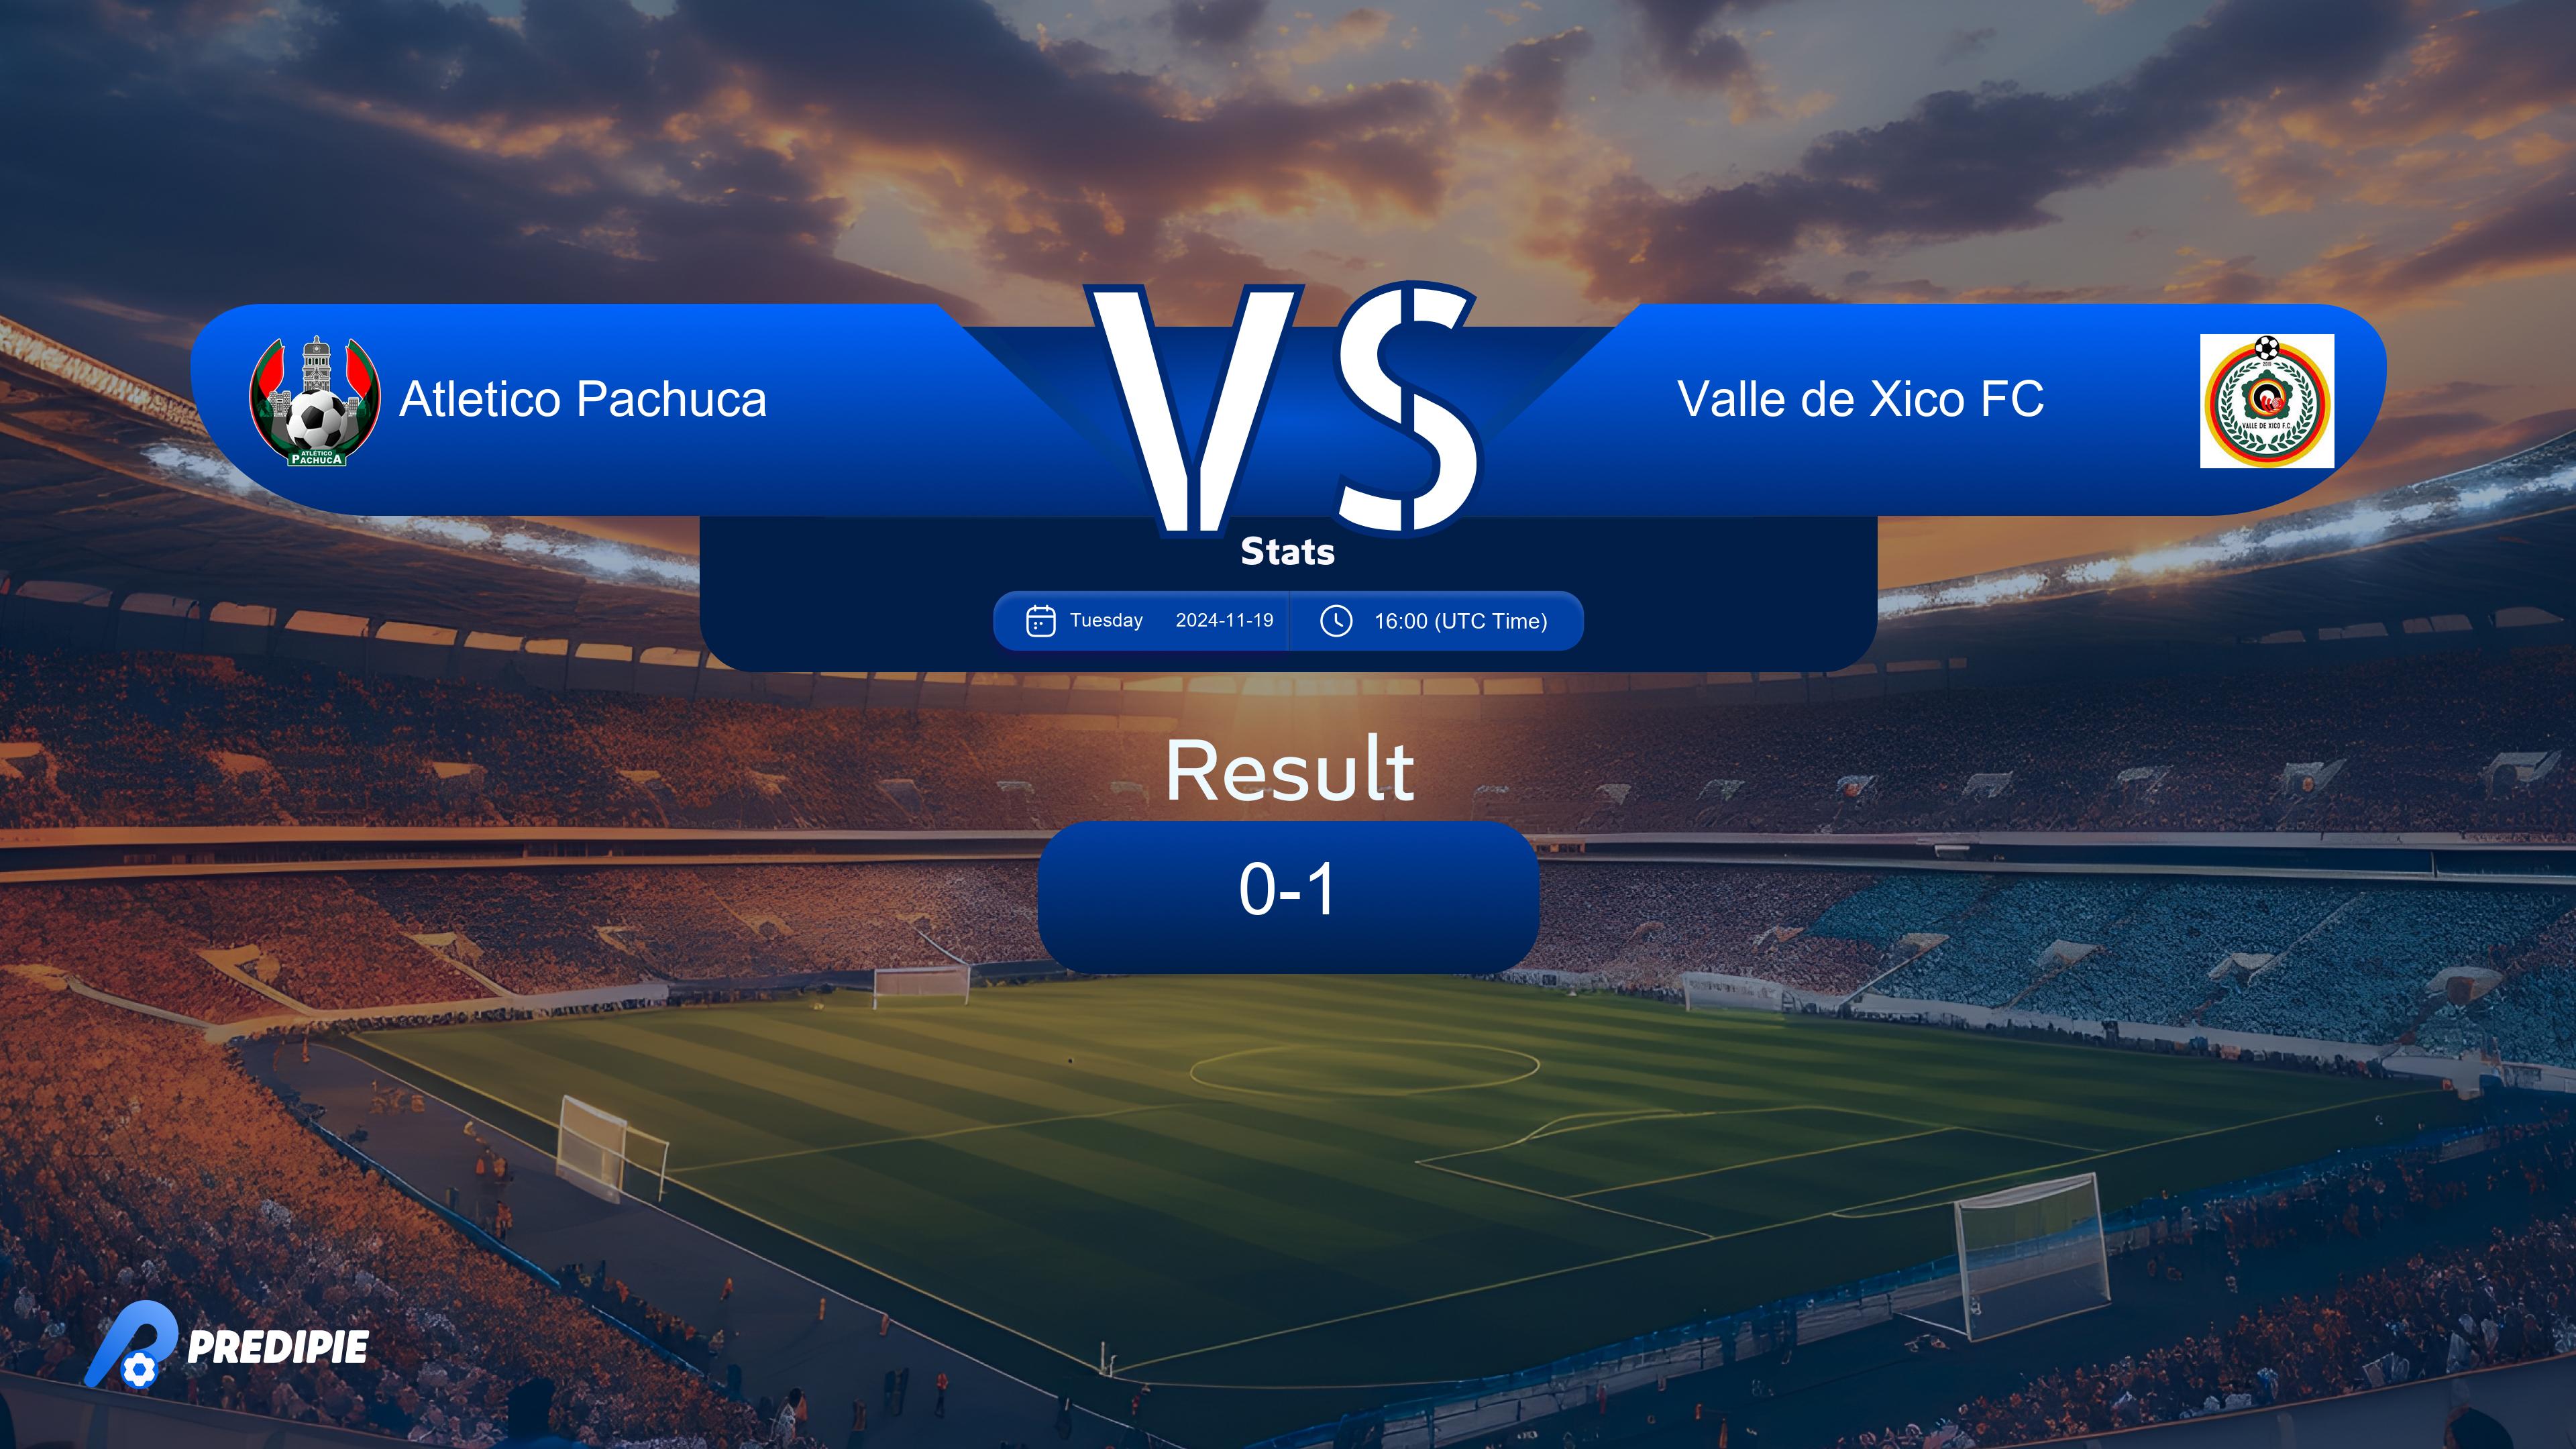 VS
Atletico Pachuca
Valle de Xico FC
ATLÉTICO
PACHUCA
VALLE DE XICO F.C.
Stats
Tuesday 2024-11-19 16:00 (UTC Time)
Result
0-1
PREDIPIE